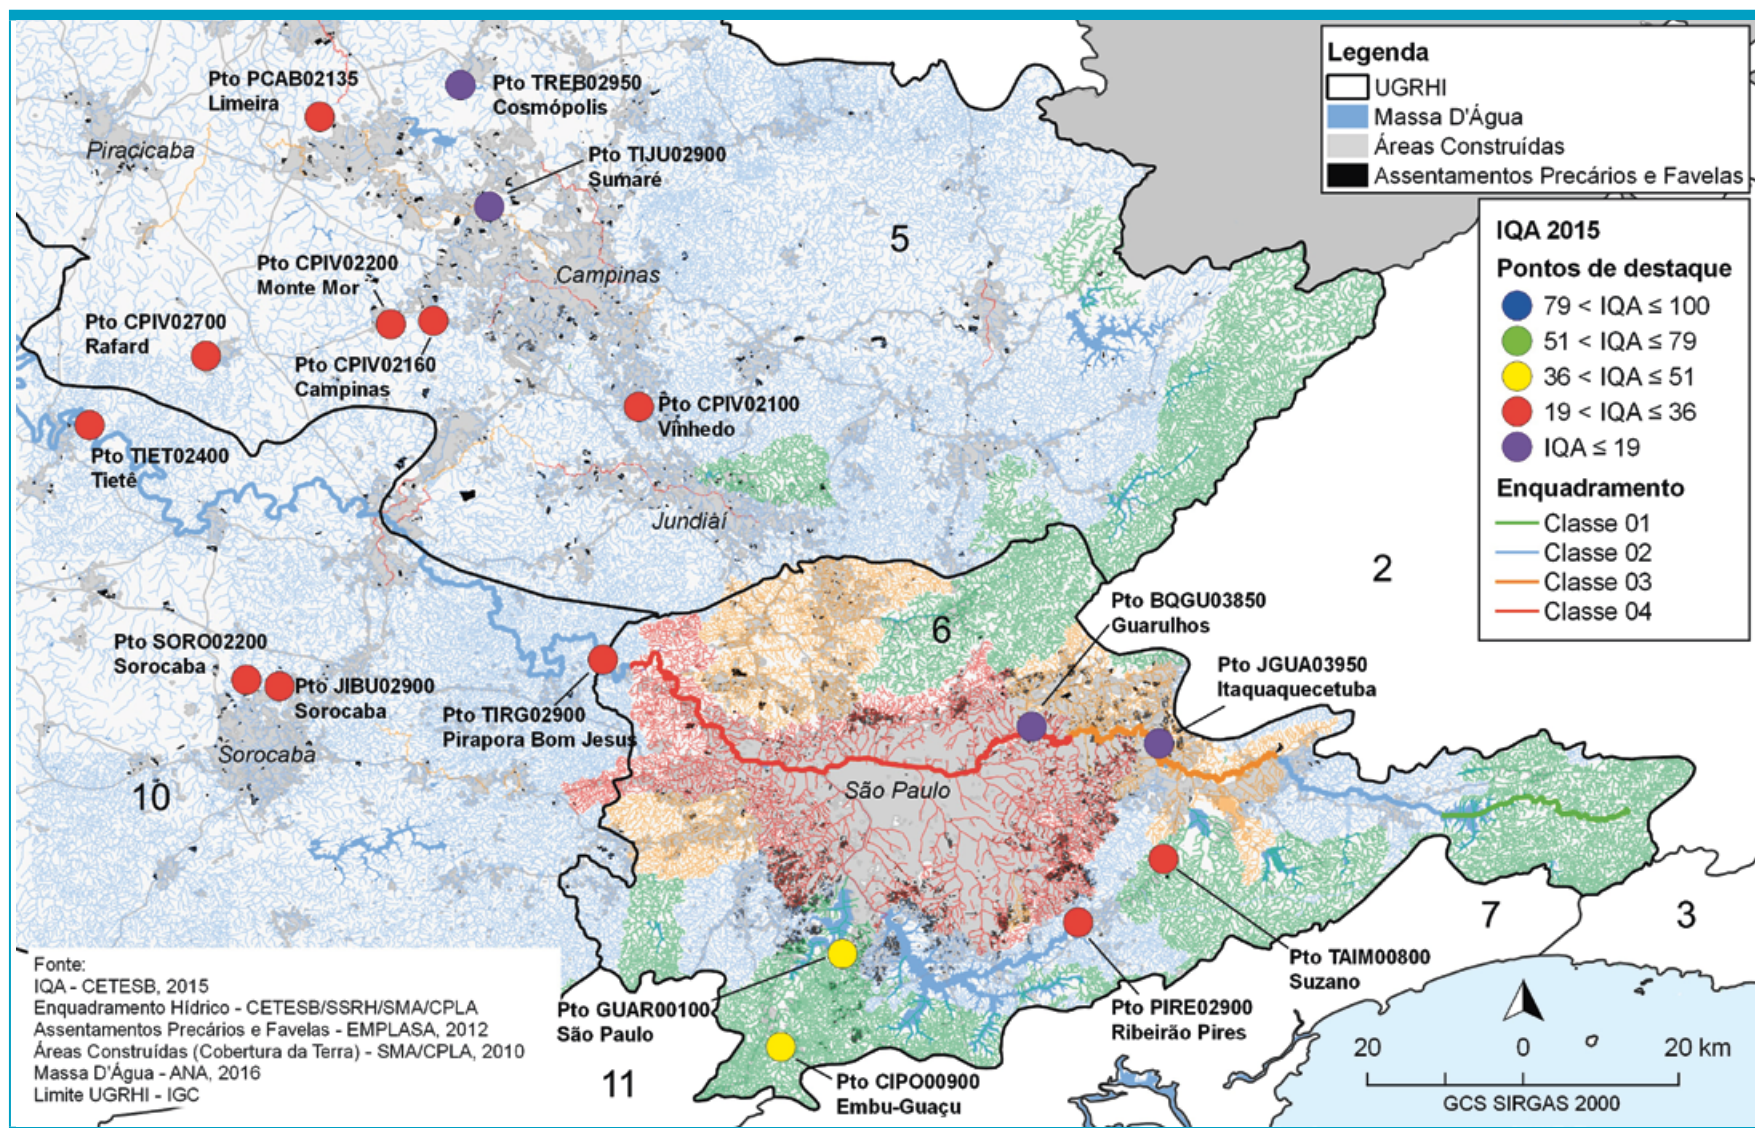 Legenda
UGRHI
Massa D'Água
Áreas Construídas
Assentamentos Precários e Favelas
IQA 2015
Pontos de destaque
79 < IQA ≤ 100
51 < IQA ≤ 79
36 < IQA ≤ 51
19 < IQA ≤ 36
IQA ≤ 19
Enquadramento
Classe 01
Classe 02
Classe 03
Classe 04
Pto PCAB02135
Limeira
Pto TREB02950
Cosmópolis
Piracicaba
Pto TIJU02900
Sumaré
5
Pto CPIV02200
Monte Mor
Campinas
Pto CPIV02700
Rafard
Pto CPIV02160
Campinas
Pto CPIV02100
Vinhedo
Pto TIET02400
Tietê
Jundiaí
2
Pto BQGU03850
Guarulhos
6
Pto SORO02200
Sorocaba
Pto JIBU02900
Sorocaba
Pto JGUA03950
Itaquaquecetuba
Pto TIRG02900
Pirapora Bom Jesus
Sorocaba
10
São Paulo
7
3
Pto TAIM00800
Suzano
Pto GUAR00100
São Paulo
Pto PIRE02900
Ribeirão Pires
11
Pto CIPO00900
Embu-Guaçu
Fonte:
IQA - CETESB, 2015
Enquadramento Hídrico - CETESB/SSRH/SMA/CPLA
Assentamentos Precários e Favelas - EMPLASA, 2012
Áreas Construídas (Cobertura da Terra) - SMA/CPLA, 2010
Massa D'Água - ANA, 2016
Limite UGRHI - IGC
20 0 20 km
GCS SIRGAS 2000